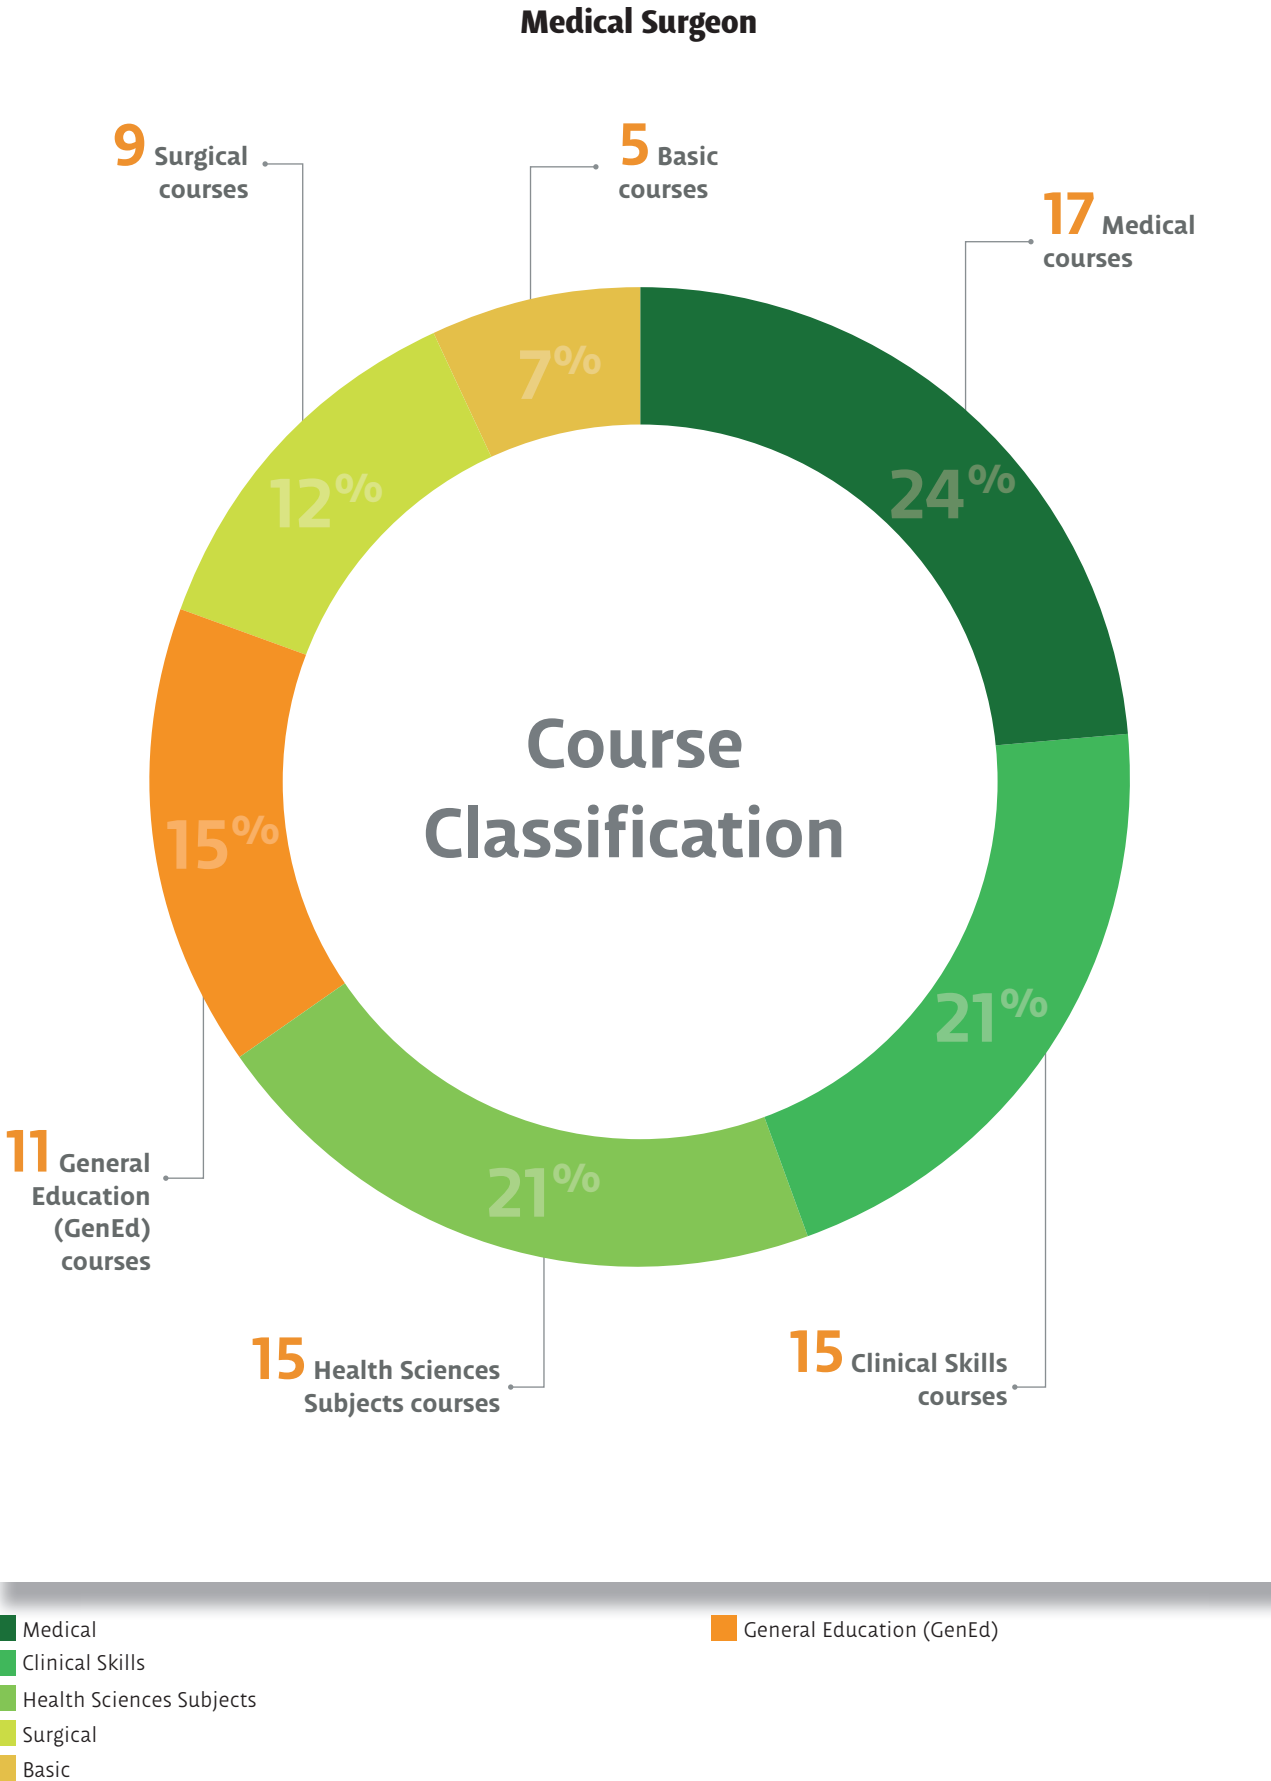 Medical Surgeon
9 Surgical
courses
5 Basic
courses
17 Medical
courses
7%
24%
12%
Course
Classification
15%
21%
21%
11 General
Education
(GenEd)
courses
15 Health Sciences
Subjects courses
15 Clinical Skills
courses
Medical
Clinical Skills
Health Sciences Subjects
Surgical
Basic
General Education (GenEd)